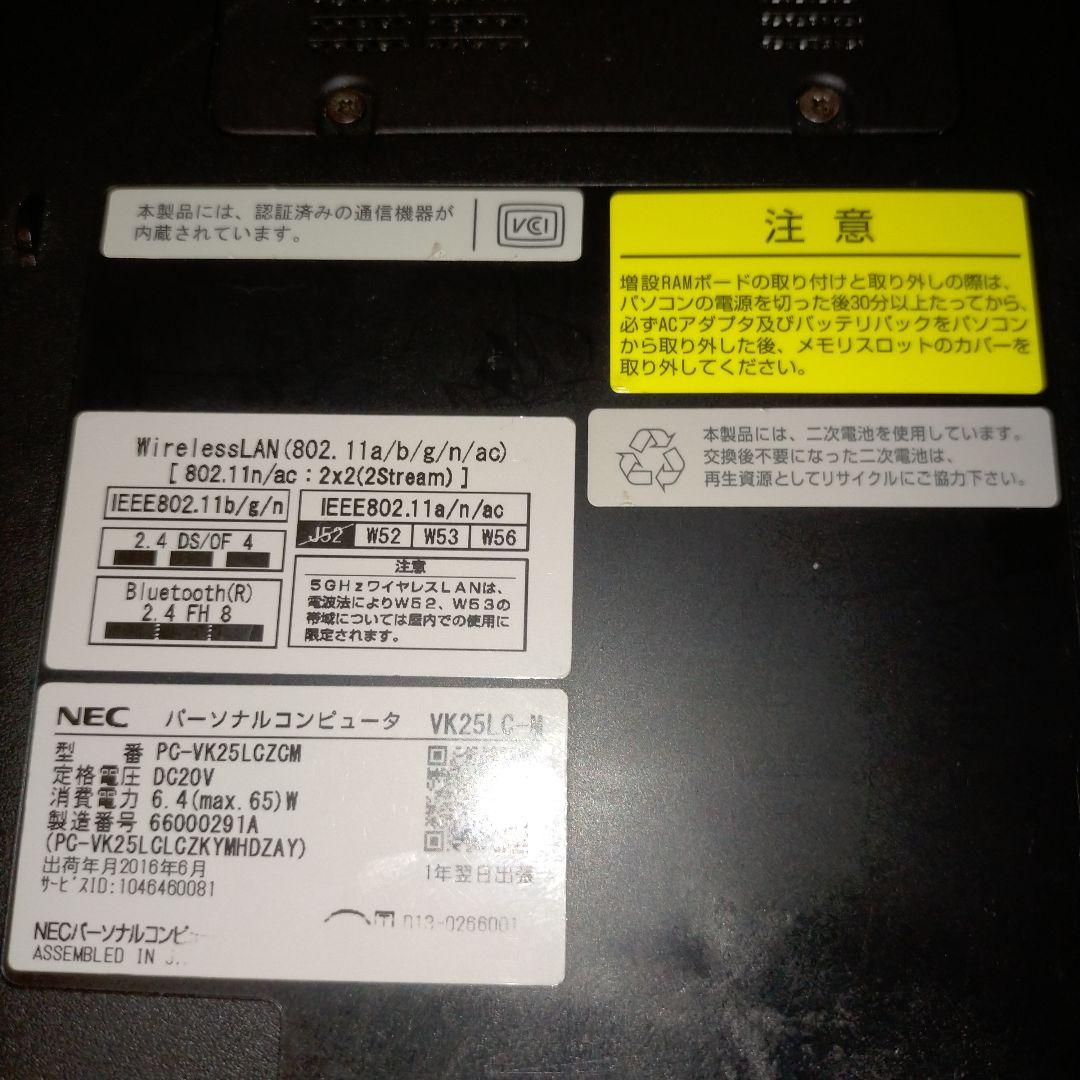 本製品には、認証済みの通信機器が
内蔵されています。
VCI
注意
増設RAMボードの取り付けと取り外しの際は、
パソコンの電源を切った後30分以上たってから、
必ずACアダプタ及びバッテリパックをパソコン
から取り外した後、メモリスロットのカバーを
取り外してください。
本製品には、二次電池を使用しています。
交換後不要になった二次電池は、
再生資源としてリサイクルにご協力下さい。
WirelessLAN(802.11a/b/g/n/ac)
[ 802.11n/ac : 2x2(2Stream) ]
IEEE802.11b/g/n
2.4 DS/OF 4
Bluetooth(R)
2.4 FH 8
IEEE802.11a/n/ac
J52 W52 W53 W56
注意
5GHzワイヤレスLANは、
電波法によりW52、W53の
帯域については屋内での使用に
限定されます。
NEC パーソナルコンピュータ VK25LC-M
型番 PC-VK25LCZCM
定格電圧 DC20V
消費電力 6.4(max.65)W
製造番号 66000291A
(PC-VK25LCLCZKYMHDZAY)
出荷年月2016年6月
サービスID:1046460081
1年翌日出張
013-0266001
NECパーソナルコンピ
ASSEMBLED IN